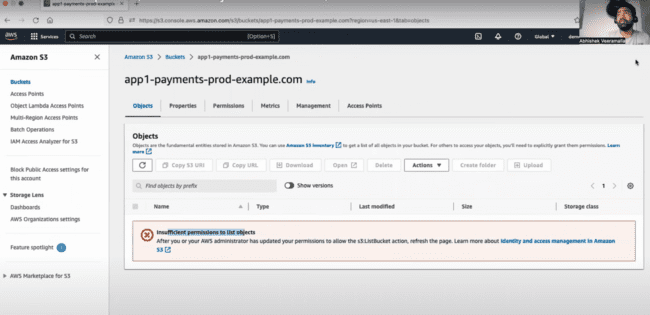 app1-payments-prod-example
https://s3.console.aws.amazon.com/s3/buckets/app1-payments-prod-example.com?region=us-east-1&tab=objects
aws
Services
Search
[Option+S]
Global
Abhishek Veeramalla
Amazon S3
Buckets
Access Points
Object Lambda Access Points
Multi-Region Access Points
Batch Operations
IAM Access Analyzer for S3
Block Public Access settings for
this account
Storage Lens
Dashboards
AWS Organizations settings
Feature spotlight
AWS Marketplace for S3
Amazon S3 > Buckets > app1-payments-prod-example.com
app1-payments-prod-example.com Info
Objects Properties Permissions Metrics Management Access Points
Objects
Objects are the fundamental entities stored in Amazon S3. You can use Amazon S3 inventory to get a list of all objects in your bucket. For others to access your objects, you'll need to explicitly grant them permissions. Learn
more
Copy S3 URI Copy URL Download Open Delete Actions Create folder Upload
Find objects by prefix
Show versions
1
Name Type Last modified Size Storage class
Insufficient permissions to list objects
After you or your AWS administrator has updated your permissions to allow the s3:ListBucket action, refresh the page. Learn more about Identity and access management in Amazon
S3